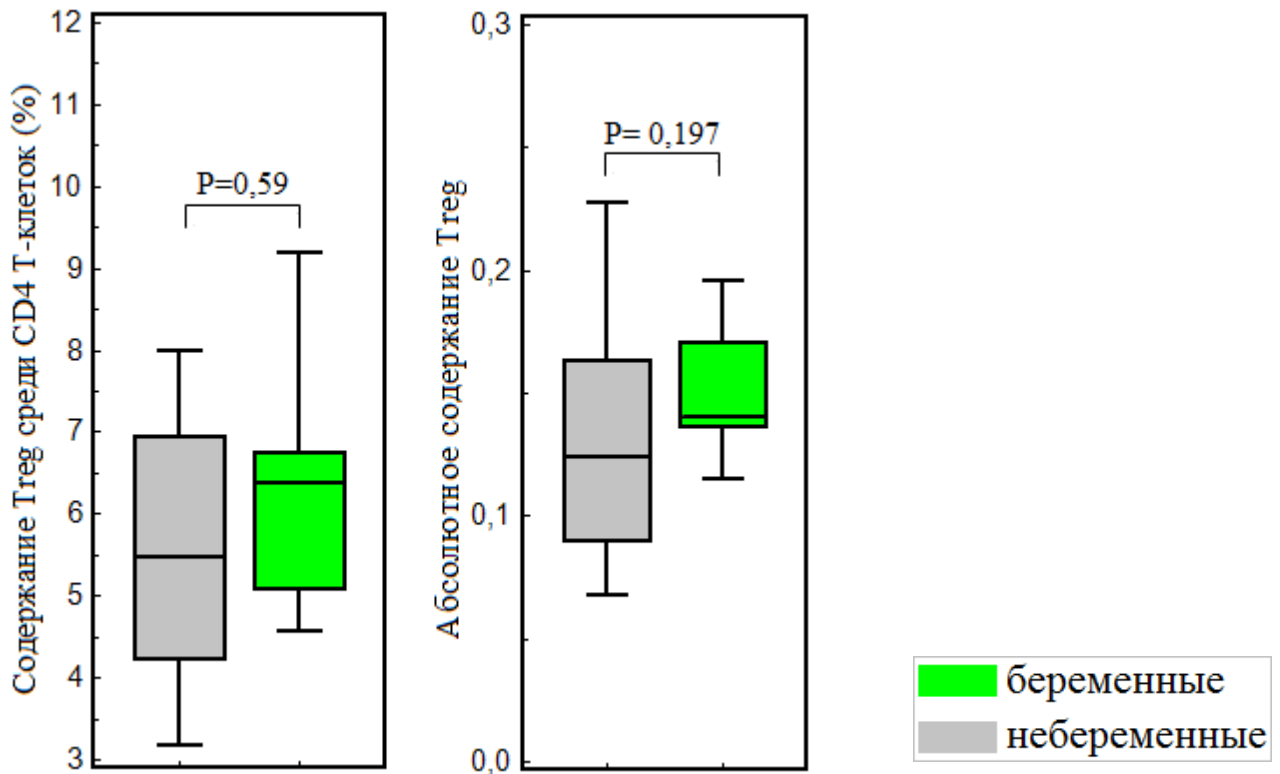 Содержание Treg среди CD4 Т-клеток (%)
12
11
10
9
8
7
6
5
4
3
P=0,59
Абсолютное содержание Treg
0,3
0,2
0,1
0,0
P= 0,197
беременные
небеременные